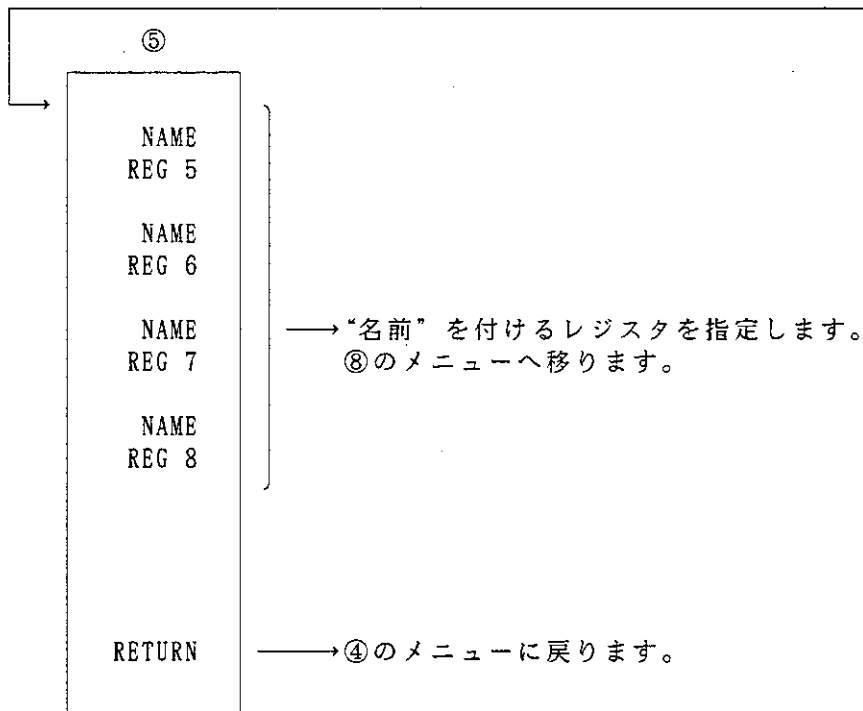 ⑤
NAME
REG 5
NAME
REG 6
NAME
REG 7
NAME
REG 8
“名前”を付けるレジスタを指定します。
⑧のメニューへ移ります。
RETURN
④のメニューに戻ります。